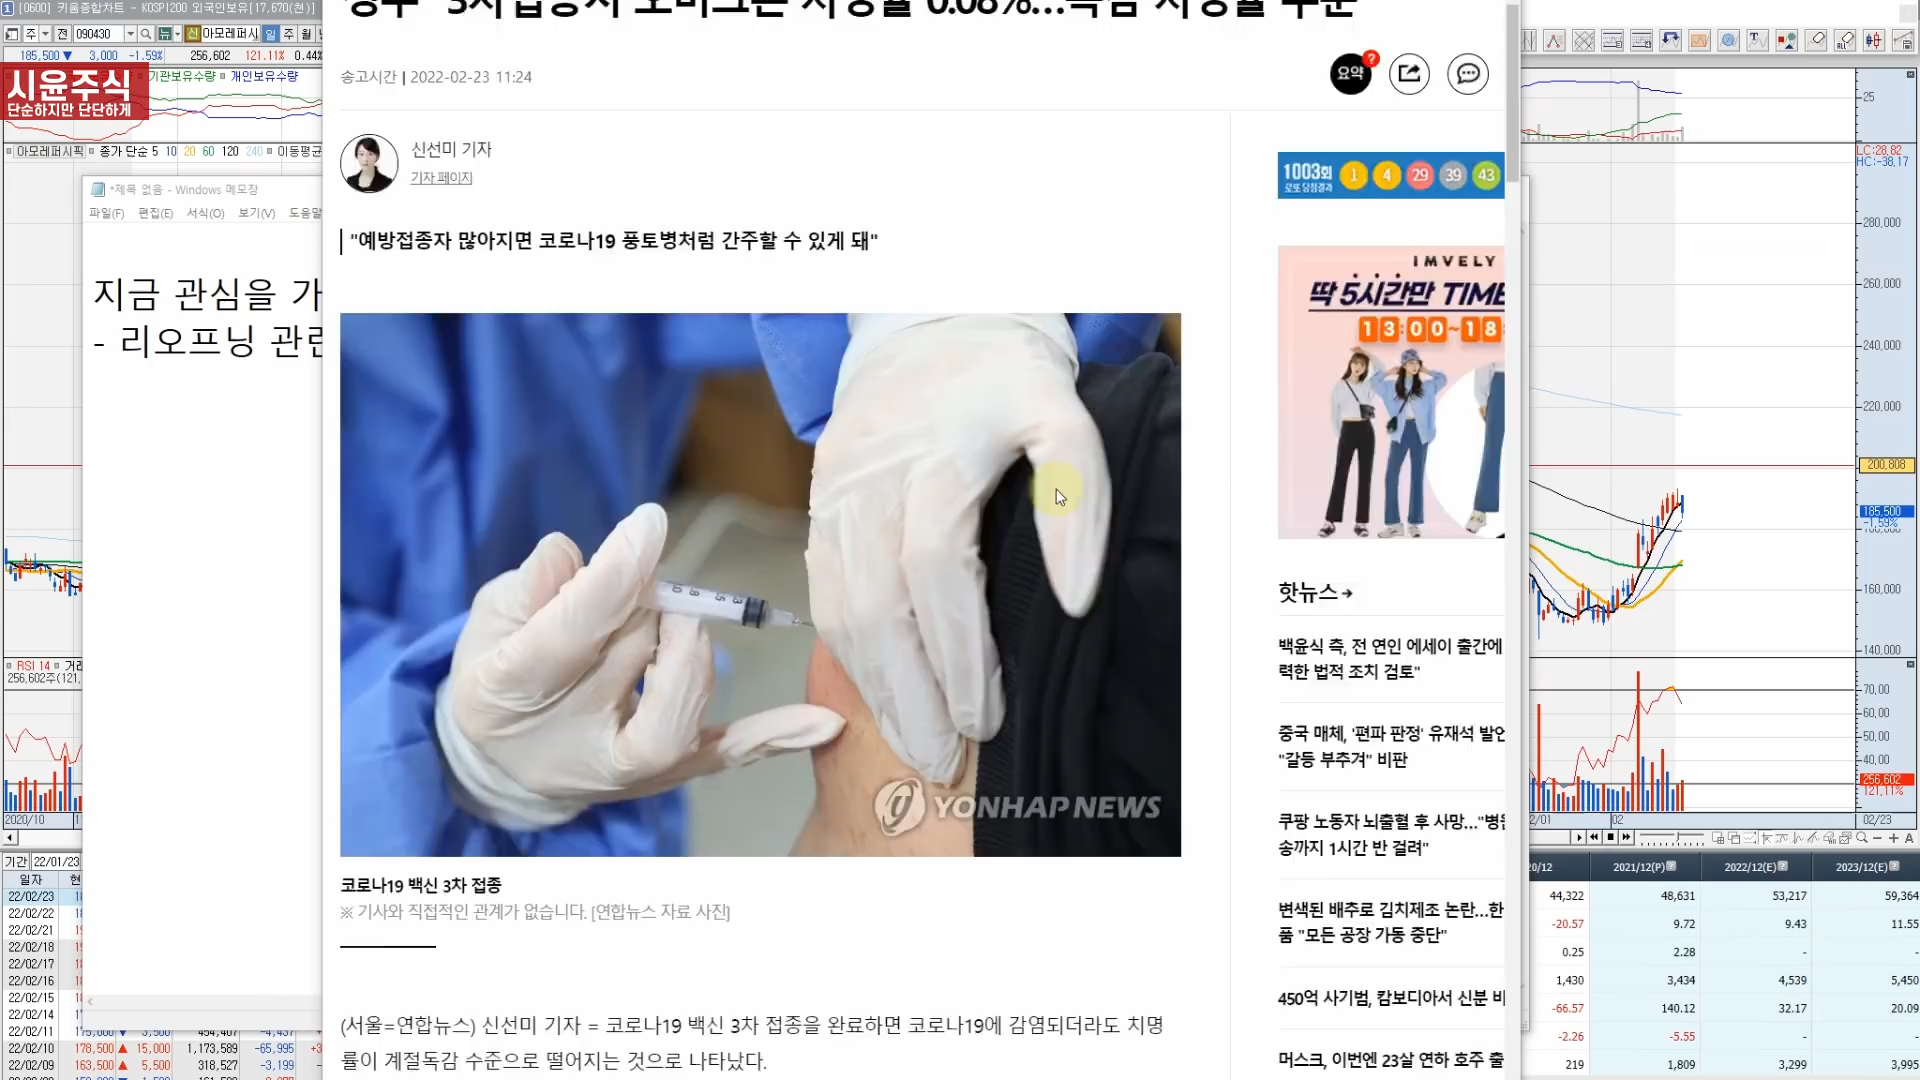 [0600] 키움종합차트 - KOSPI200 외국인보유[17,670(천)]
주 전 090430 신 아모레퍼시 일 주 월
185,500 ▼ 3,000 -1.59% 256,602 121.11% 0.44%
기관보유수량 개인보유수량
시윤주식
단순하지만 단단하게
아모레퍼시픽 종가 단순 5 10 20 60 120 240 이동평균
*제목 없음 - Windows 메모장
파일(F) 편집(E) 서식(O) 보기(V) 도움말
지금 관심을 가
- 리오프닝 관련
RSI 14
256,602주(121.
2020/10
기간 22/01/23
일자
22/02/23
22/02/22
22/02/21
22/02/18
22/02/17
22/02/16
22/02/15
22/02/14
22/02/11
22/02/10 178,500 ▲ 15,000 1,173,589 -65,995
22/02/09 163,500 ▲ 5,500 318,527 -3,199
송고시간 | 2022-02-23 11:24
요약
?
신선미 기자
기자 페이지
"예방접종자 많아지면 코로나19 풍토병처럼 간주할 수 있게 돼"
YONHAP NEWS
코로나19 백신 3차 접종
※ 기사와 직접적인 관계가 없습니다. [연합뉴스 자료 사진]
(서울=연합뉴스) 신선미 기자 = 코로나19 백신 3차 접종을 완료하면 코로나19에 감염되더라도 치명
률이 계절독감 수준으로 떨어지는 것으로 나타났다.
1003회
로또 당첨결과
1 4 29 39 43
IMVELY
딱 5시간만 TIME
13:00~18
핫뉴스
백윤식 측, 전 연인 에세이 출간에
력한 법적 조치 검토"
중국 매체, '편파 판정' 유재석 발언
"갈등 부추겨" 비판
쿠팡 노동자 뇌출혈 후 사망…"병원
송까지 1시간 반 걸려"
변색된 배추로 김치제조 논란…한
품 "모든 공장 가동 중단"
450억 사기범, 캄보디아서 신분 바
머스크, 이번엔 23살 연하 호주 출
25
LC:28.82
HC:-38.17
280,000
260,000
240,000
220,000
200,808
185,500
-1.59%
160,000
140,000
70.00
60.00
50.00
40.00
256,602
121.11%
02
02/23
2021/12(P) 2022/12(E) 2023/12(E)
44,322 48,631 53,217 59,364
-20.57 9.72 9.43 11.55
0.25 2.28 - -
1,430 3,434 4,539 5,450
-66.57 140.12 32.17 20.09
-2.26 -5.55 - -
219 1,809 3,299 3,995